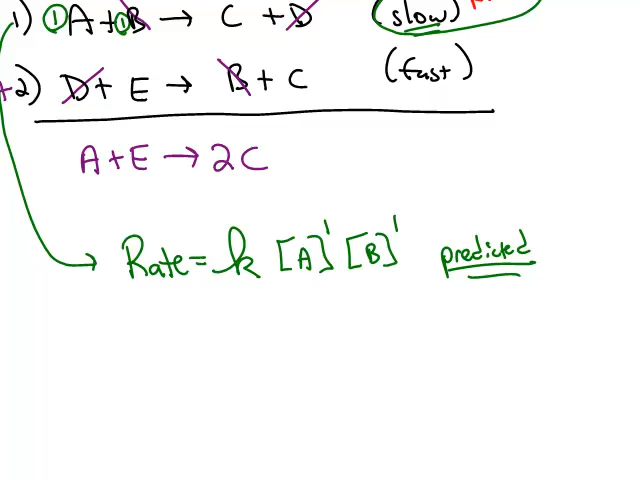 1) ①A + ①B → C + D (slow)
+2) D + E → B + C (fast)
A + E → 2C
Rate = k [A]¹ [B]¹ predicted